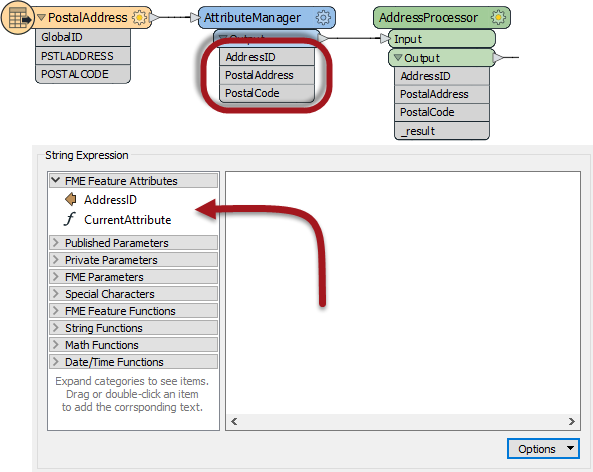 PostalAddress
GlobalID
PSTLADDRESS
POSTALCODE
AttributeManager
Output
AddressID
PostalAddress
PostalCode
AddressProcessor
Input
Output
AddressID
PostalAddress
PostalCode
_result
String Expression
FME Feature Attributes
AddressID
f CurrentAttribute
Published Parameters
Private Parameters
FME Parameters
Special Characters
FME Feature Functions
String Functions
Math Functions
Date/Time Functions
Expand categories to see items.
Drag or double-click an item
to add the corrsponding text.
Options